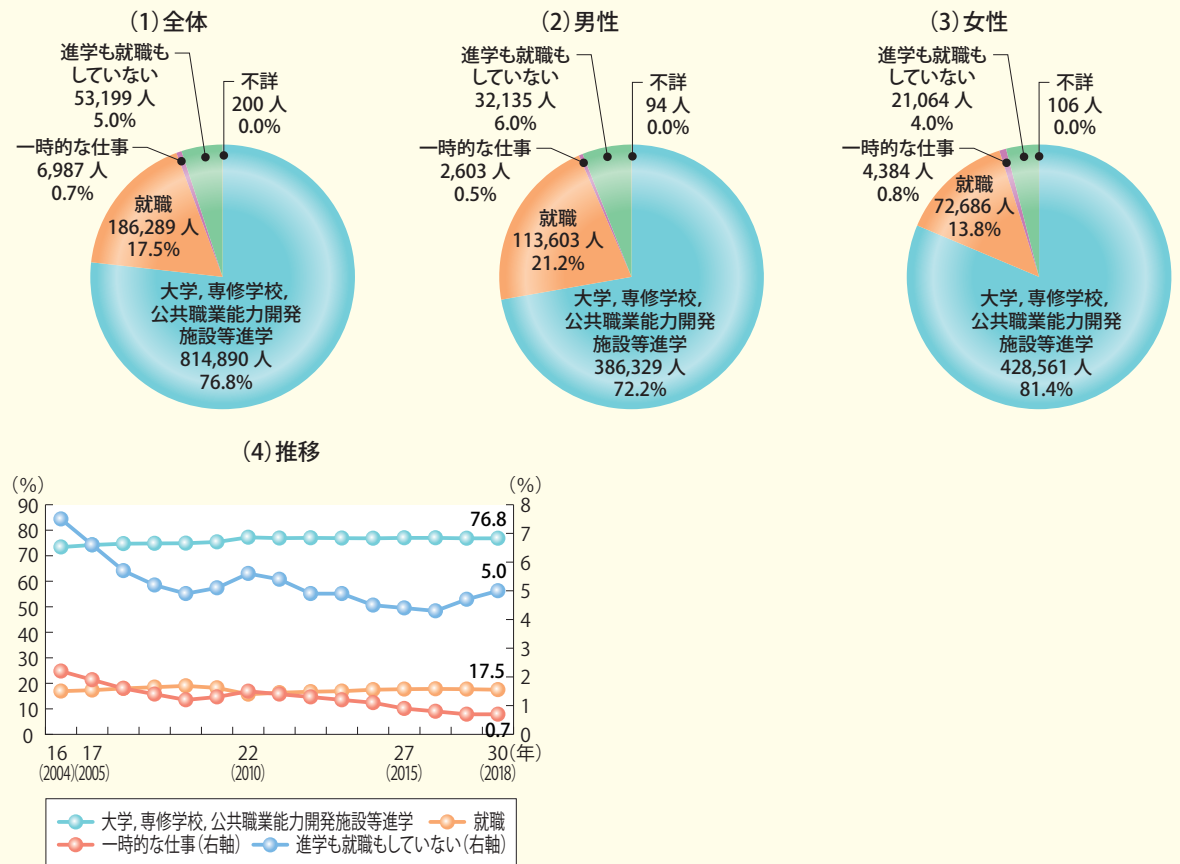 (1)全体
進学も就職も
していない
53,199 人
5.0%
不詳
200 人
0.0%
一時的な仕事
6,987 人
0.7%
就職
186,289 人
17.5%
大学，専修学校，
公共職業能力開発
施設等進学
814,890 人
76.8%
(2)男性
進学も就職も
していない
32,135 人
6.0%
不詳
94 人
0.0%
一時的な仕事
2,603 人
0.5%
就職
113,603 人
21.2%
大学，専修学校，
公共職業能力開発
施設等進学
386,329 人
72.2%
(3)女性
進学も就職も
していない
21,064 人
4.0%
不詳
106 人
0.0%
一時的な仕事
4,384 人
0.8%
就職
72,686 人
13.8%
大学，専修学校，
公共職業能力開発
施設等進学
428,561 人
81.4%
(4)推移
(%)
90
80
70
60
50
40
30
20
10
0
(%)
8
7
6
5
4
3
2
1
0
76.8
5.0
17.5
0.7
16 17 22 27 30(年)
(2004)(2005) (2010) (2015) (2018)
大学，専修学校，公共職業能力開発施設等進学 就職
一時的な仕事(右軸) 進学も就職もしていない(右軸)